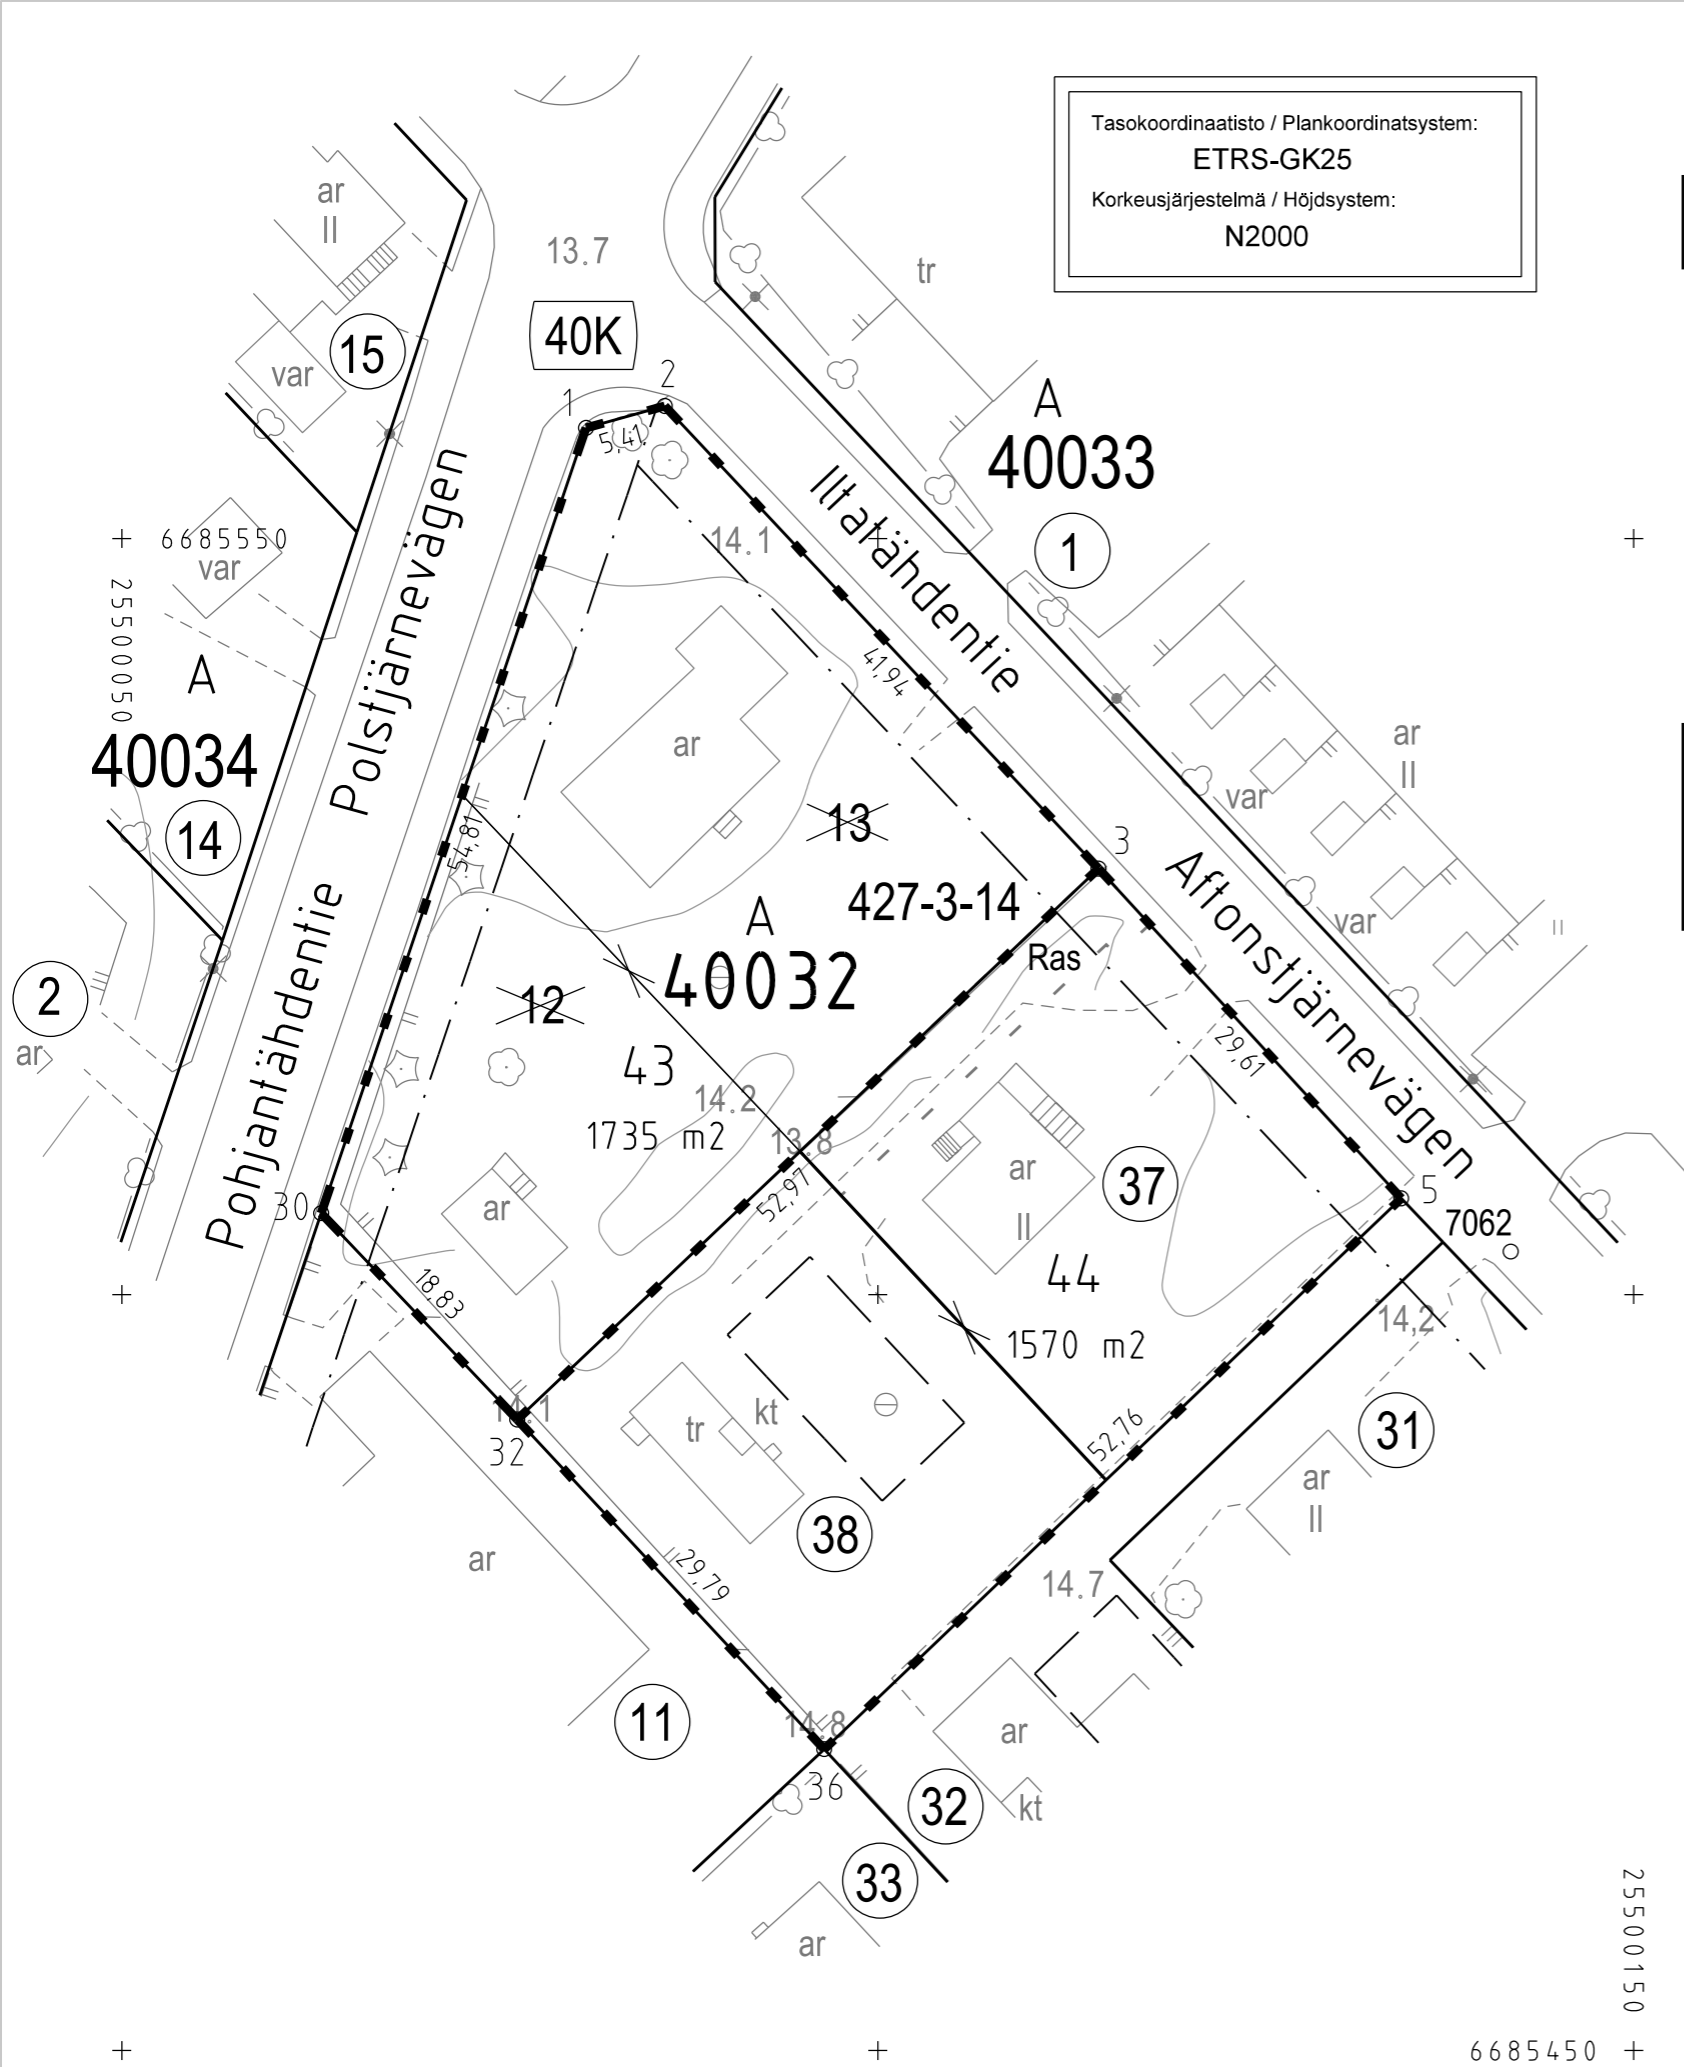 Tasokoordinaatisto / Plankoordinatsystem:
ETRS-GK25
Korkeusjärjestelmä / Höjdsystem:
N2000
ar
II
13.7
tr
40K
15
var
2
1
5,41
A
40033
1
6685550
var
25500050
14.1
Iltatähdentie
Polstjärnevägen
A
40034
14
41,94
ar
ar
II
var
13
3
54,81
427-3-14
A
40032
Ras
Aftonstjärnevägen
var
II
2
ar
12
43
14.2
1735 m2
13.8
29,61
Pohjantähdentie
ar
II
37
5
30
ar
52,97
7062
44
18,83
14,2
1570 m2
14.1
32
tr
kt
52,76
31
ar
II
38
ar
29,79
14.7
11
14.8
ar
36
32
kt
33
ar
25500150
6685450